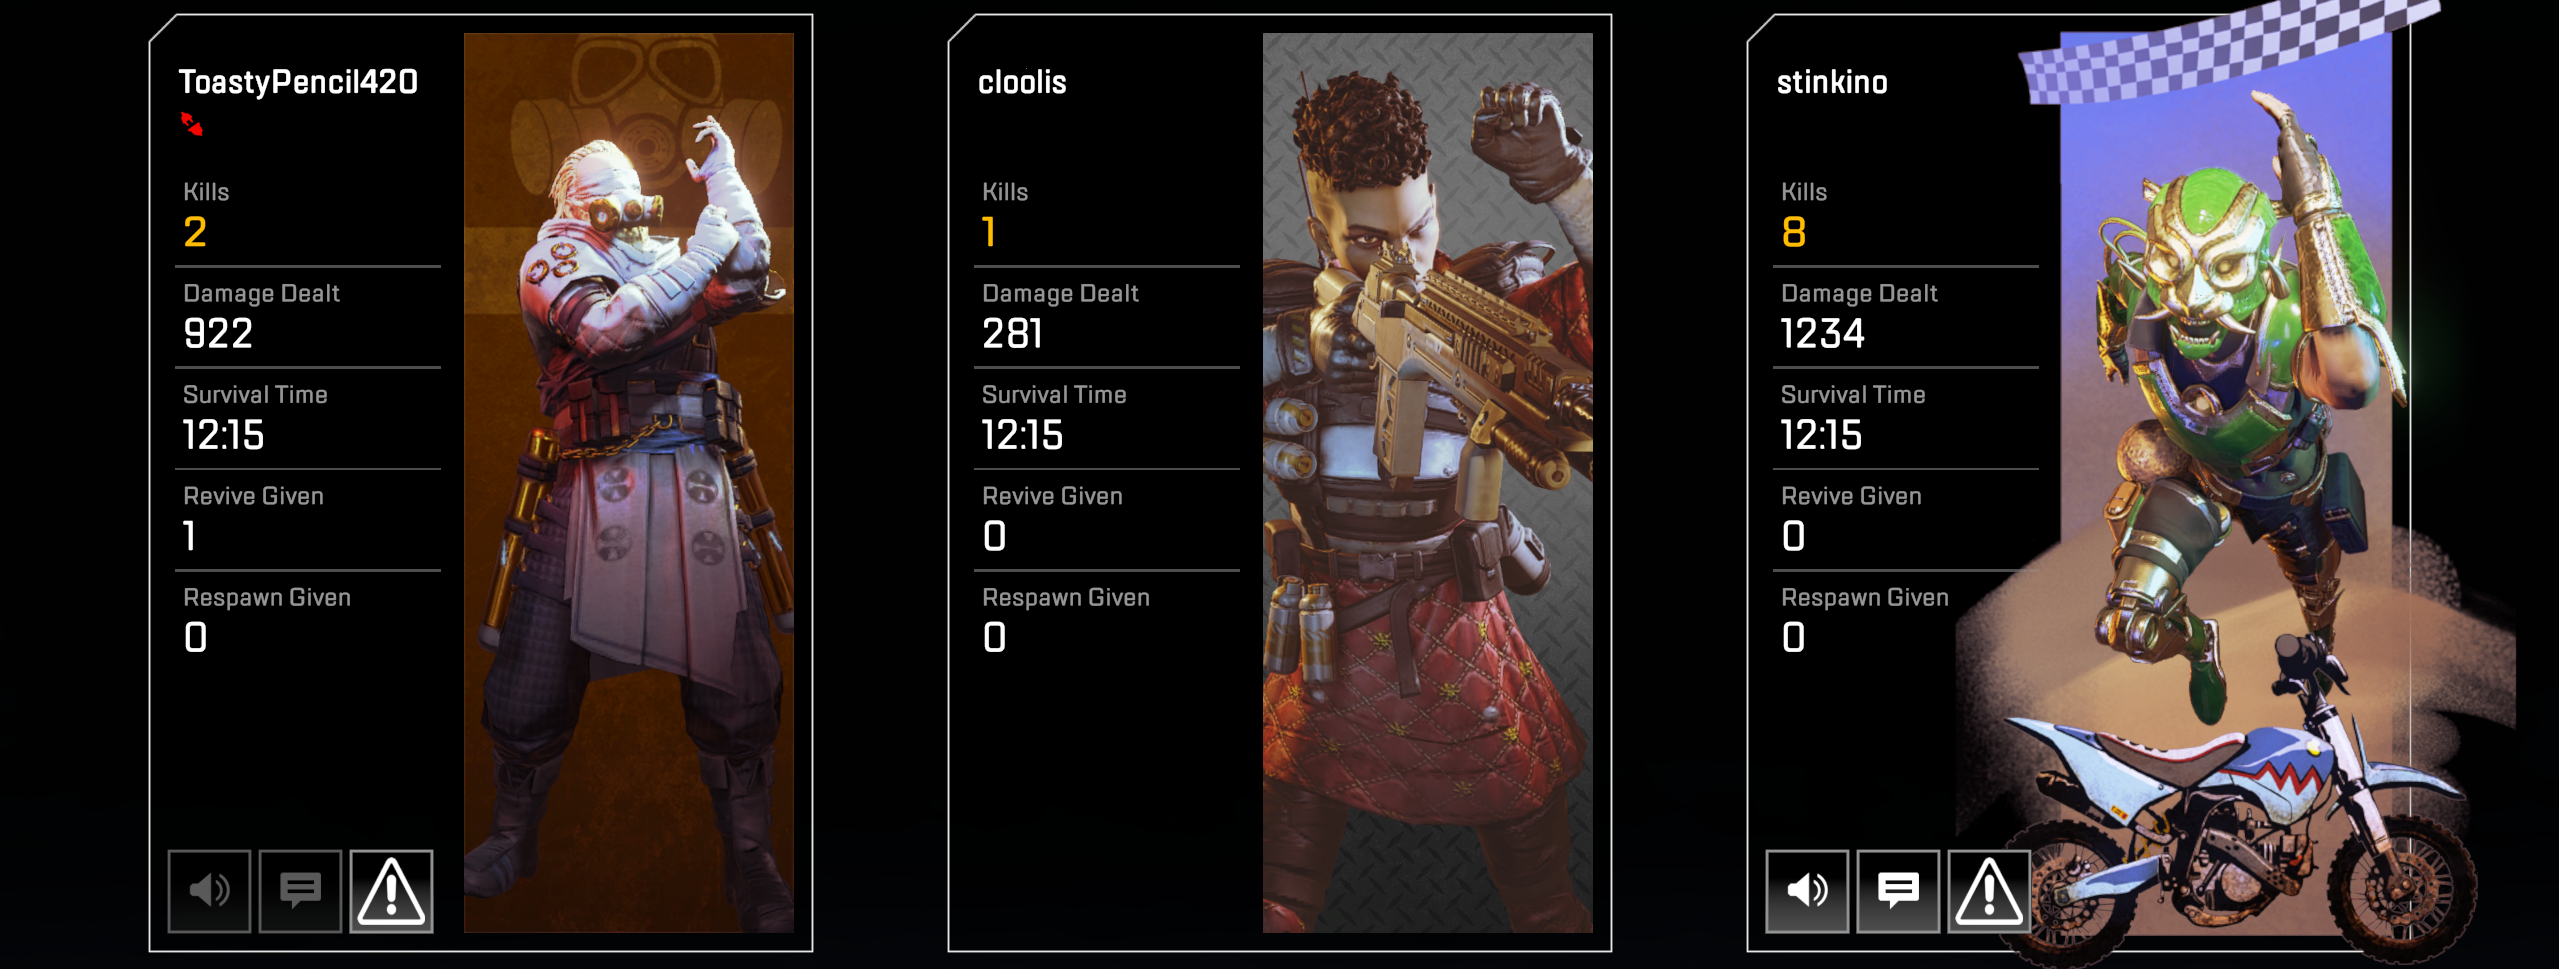 ToastyPencil420
Kills
2
Damage Dealt
922
Survival Time
12:15
Revive Given
1
Respawn Given
0
cloolis
Kills
1
Damage Dealt
281
Survival Time
12:15
Revive Given
0
Respawn Given
0
stinkino
Kills
8
Damage Dealt
1234
Survival Time
12:15
Revive Given
0
Respawn Given
0